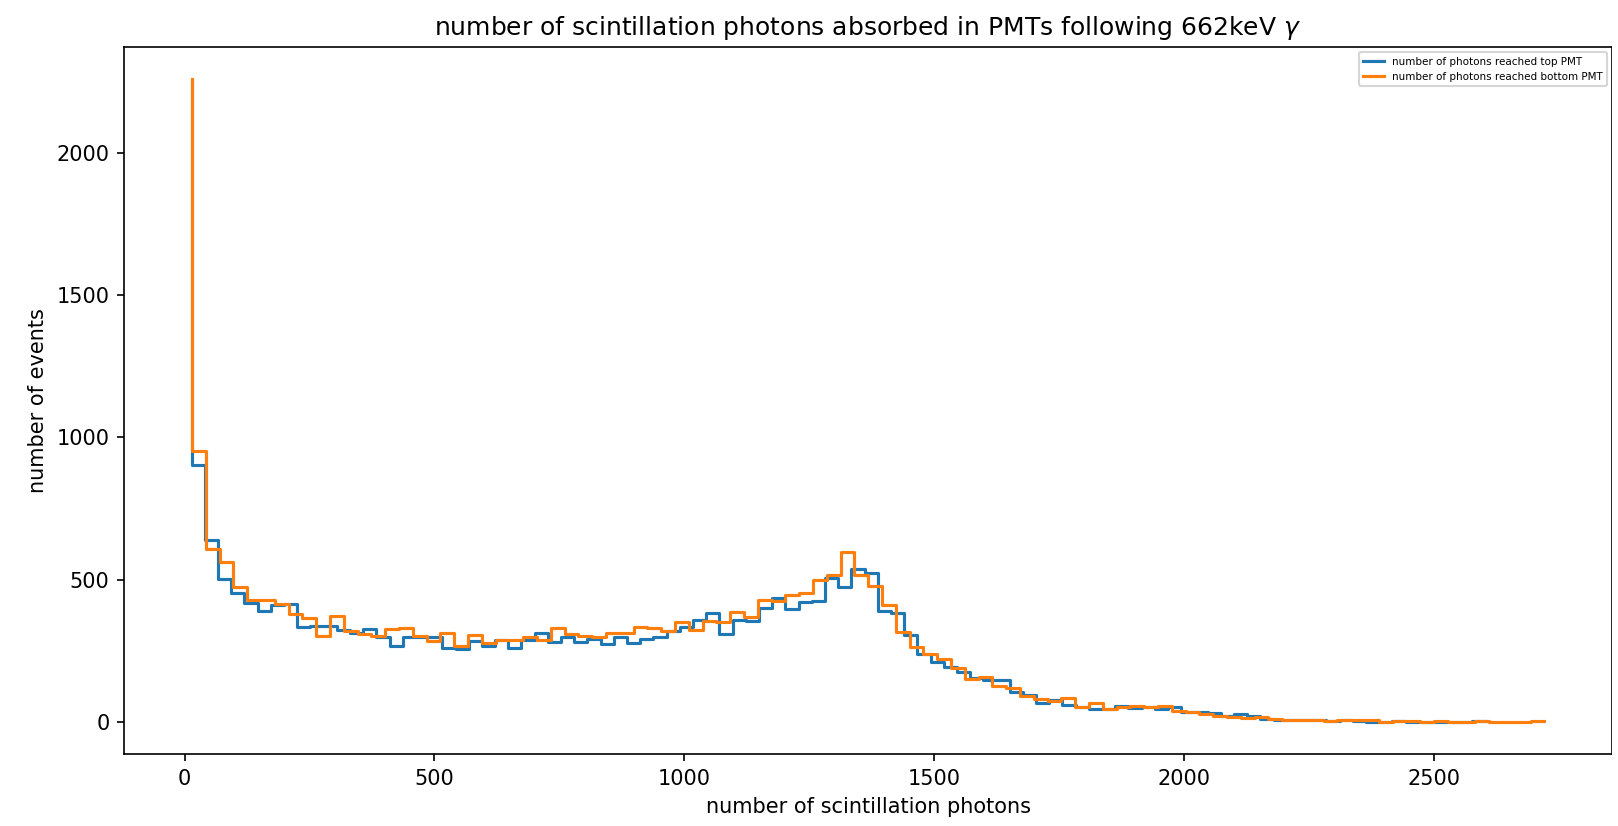 number of scintillation photons absorbed in PMTs following 662keV γ
number of photons reached top PMT
number of photons reached bottom PMT
number of events
2000
1500
1000
500
0
0 500 1000 1500 2000 2500
number of scintillation photons